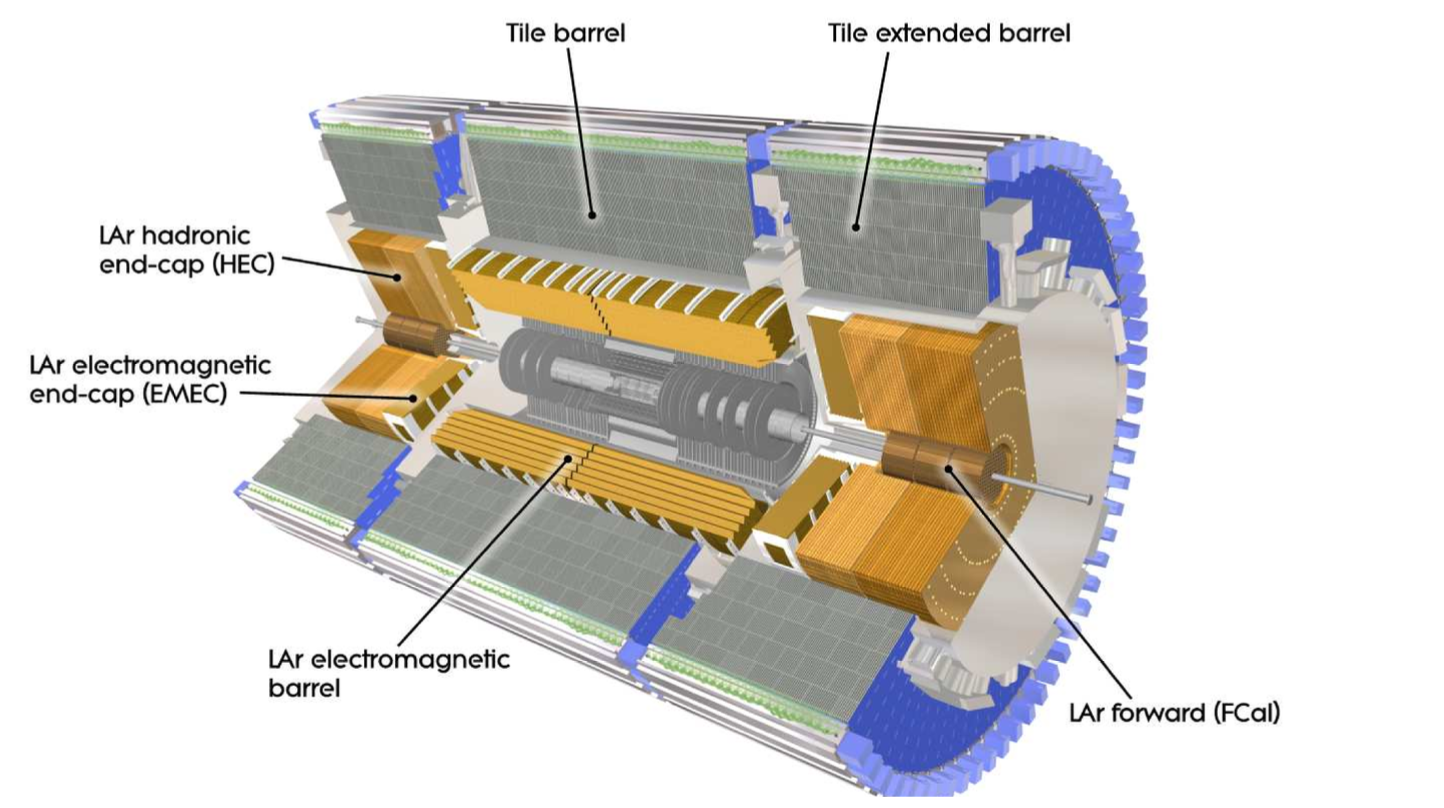 Tile barrel
Tile extended barrel
LAr hadronic
end-cap (HEC)
LAr electromagnetic
end-cap (EMEC)
LAr electromagnetic
barrel
LAr forward (FCal)